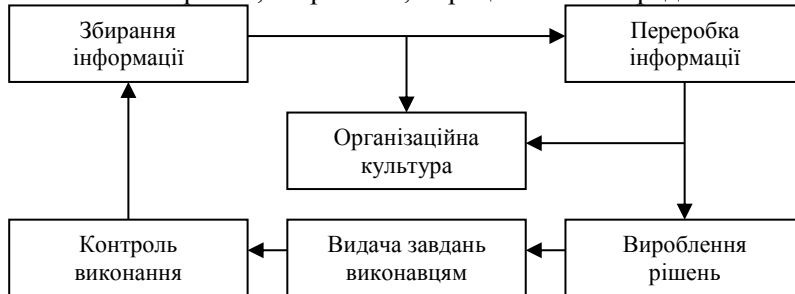 Збирання
інформації
Переробка
інформації
Організаційна
культура
Контроль
виконання
Видача завдань
виконавцям
Вироблення
рішень